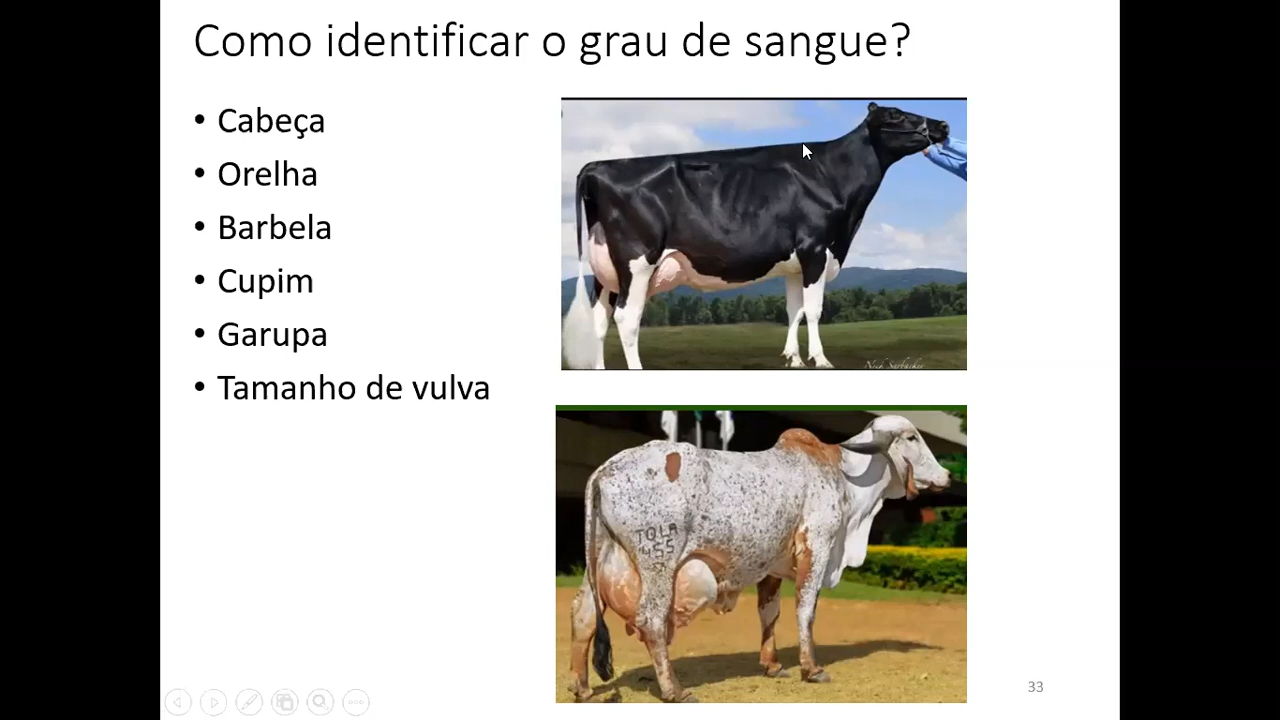 Como identificar o grau de sangue?
• Cabeça
• Orelha
• Barbela
• Cupim
• Garupa
• Tamanho de vulva
TOLA
455
33